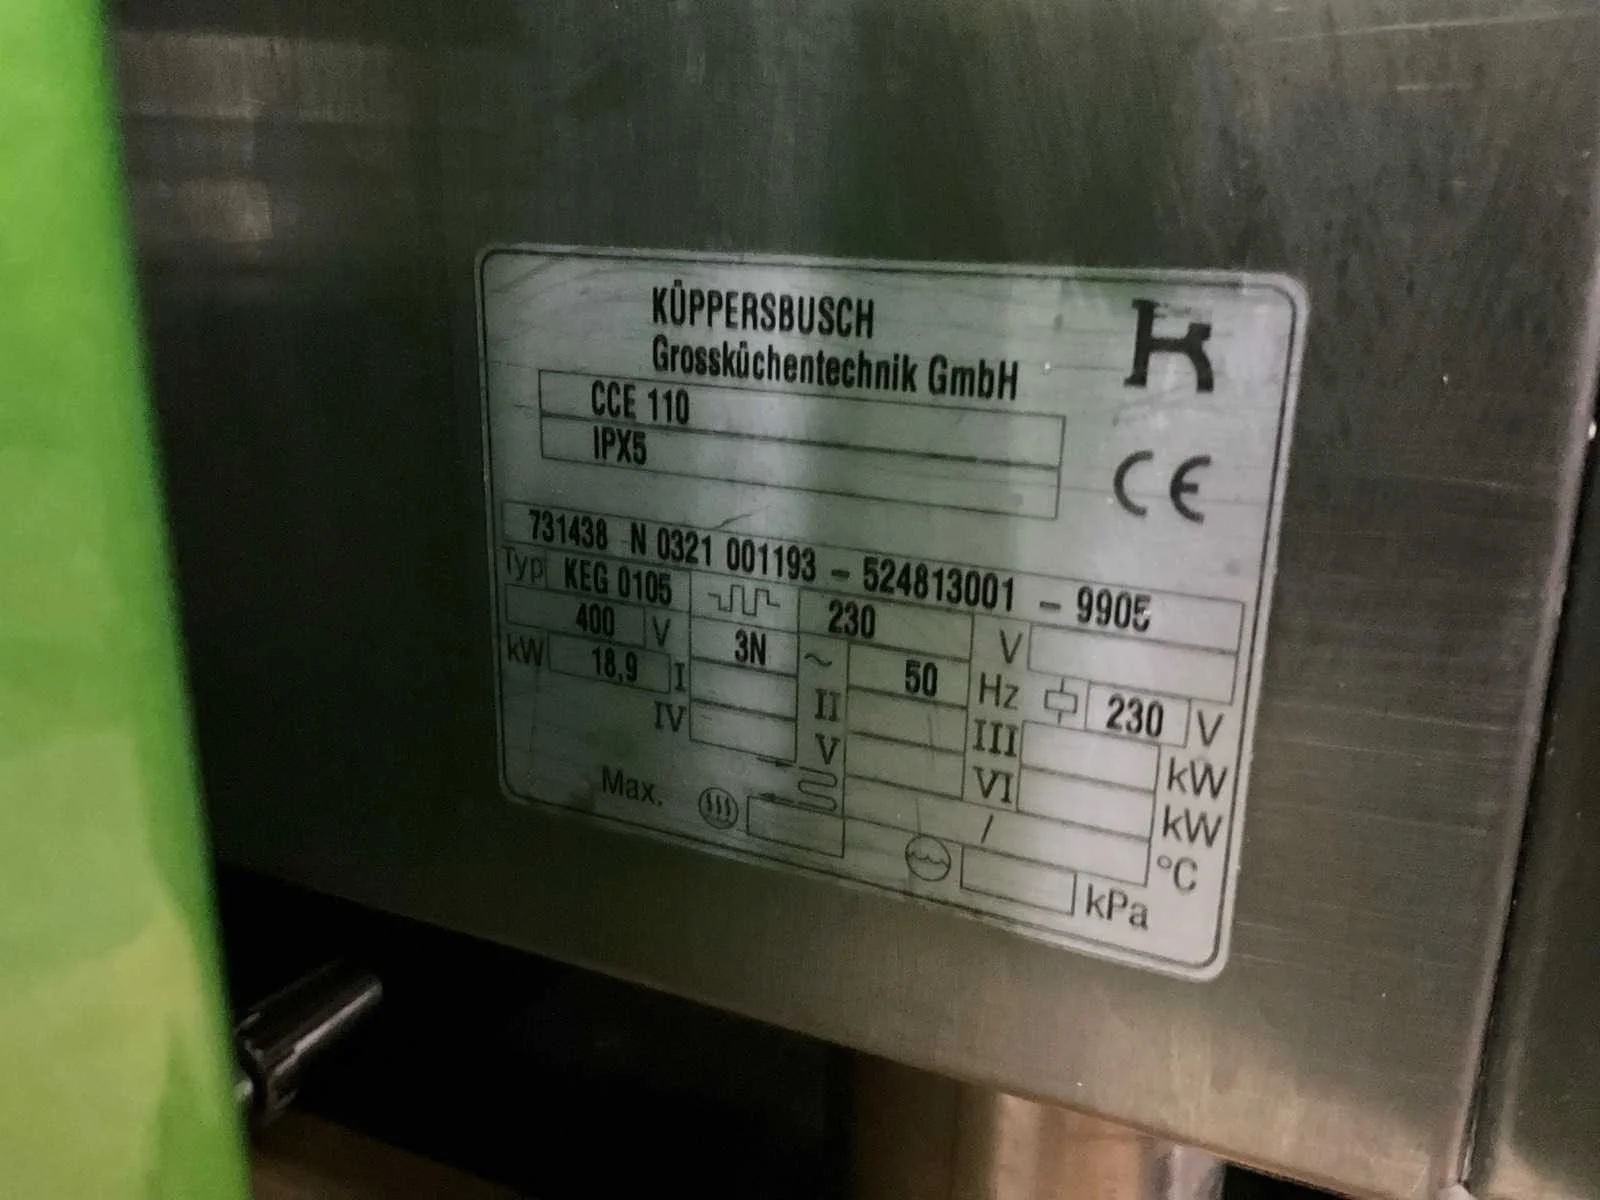 KÜPPERSBUSCH
Grossküchentechnik GmbH
CCE 110
IPX5
CE
731438 N 0321 001193 - 524813001 - 9905
Typ KEG 0105 230 V
400 V 3N ~ 50 Hz 230 V
kW 18,9 I II III kW
IV V VI kW
/ °C
Max. kPa